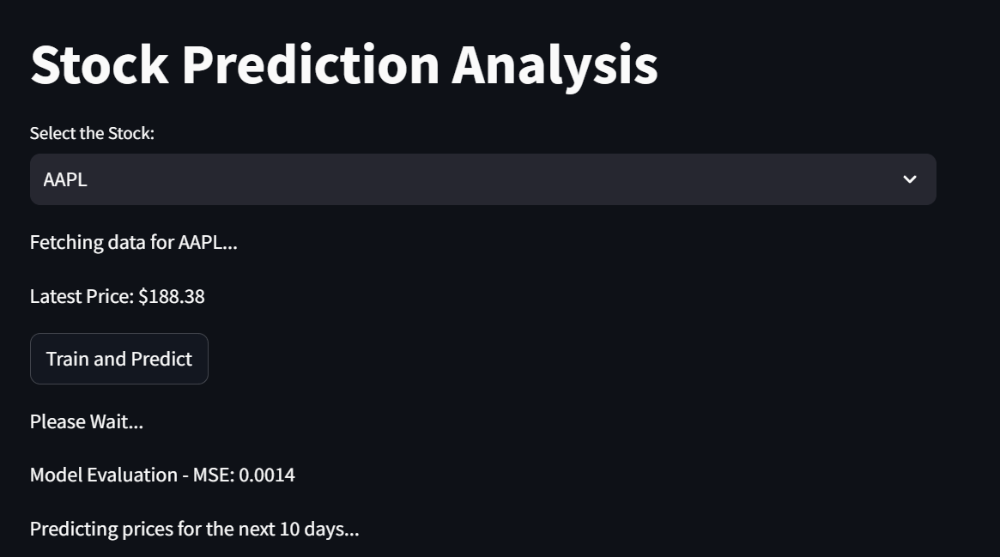 Stock Prediction Analysis
Select the Stock:
AAPL
Fetching data for AAPL...
Latest Price: $188.38
Train and Predict
Please Wait...
Model Evaluation - MSE: 0.0014
Predicting prices for the next 10 days...